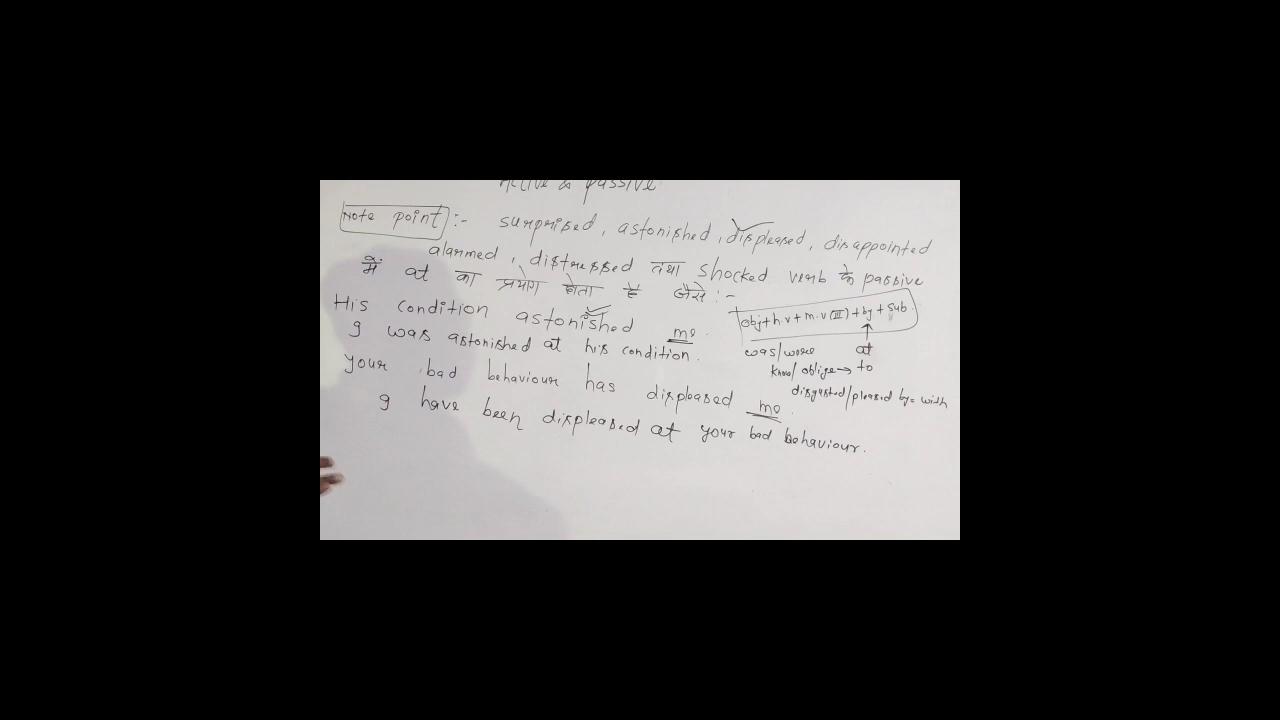 Active & passive
Note point :- surprised, astonished, displeased, disappointed
alarmed, distressed तथा shocked verb के passive
में at का प्रयोग होता है जैसे :-
His condition astonished me.
I was astonished at his condition.
Your bad behaviour has displeased me.
I have been displeased at your bad behaviour.
obj+h.v+m.v(III)+by+sub.
was/were at
know/oblige→to
disgusted/pleased by= with